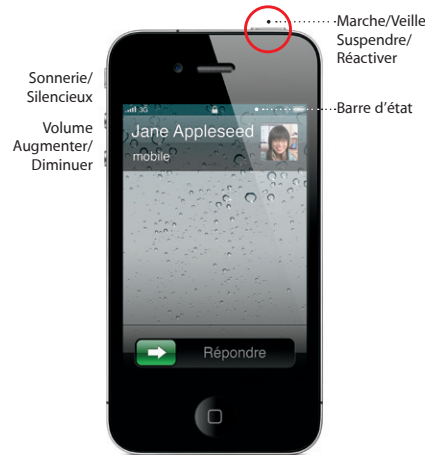 Marche/Veille
Suspendre/
Réactiver
Sonnerie/
Silencieux
3G
Barre d'état
Volume
Augmenter/
Diminuer
Jane Appleseed
mobile
Répondre